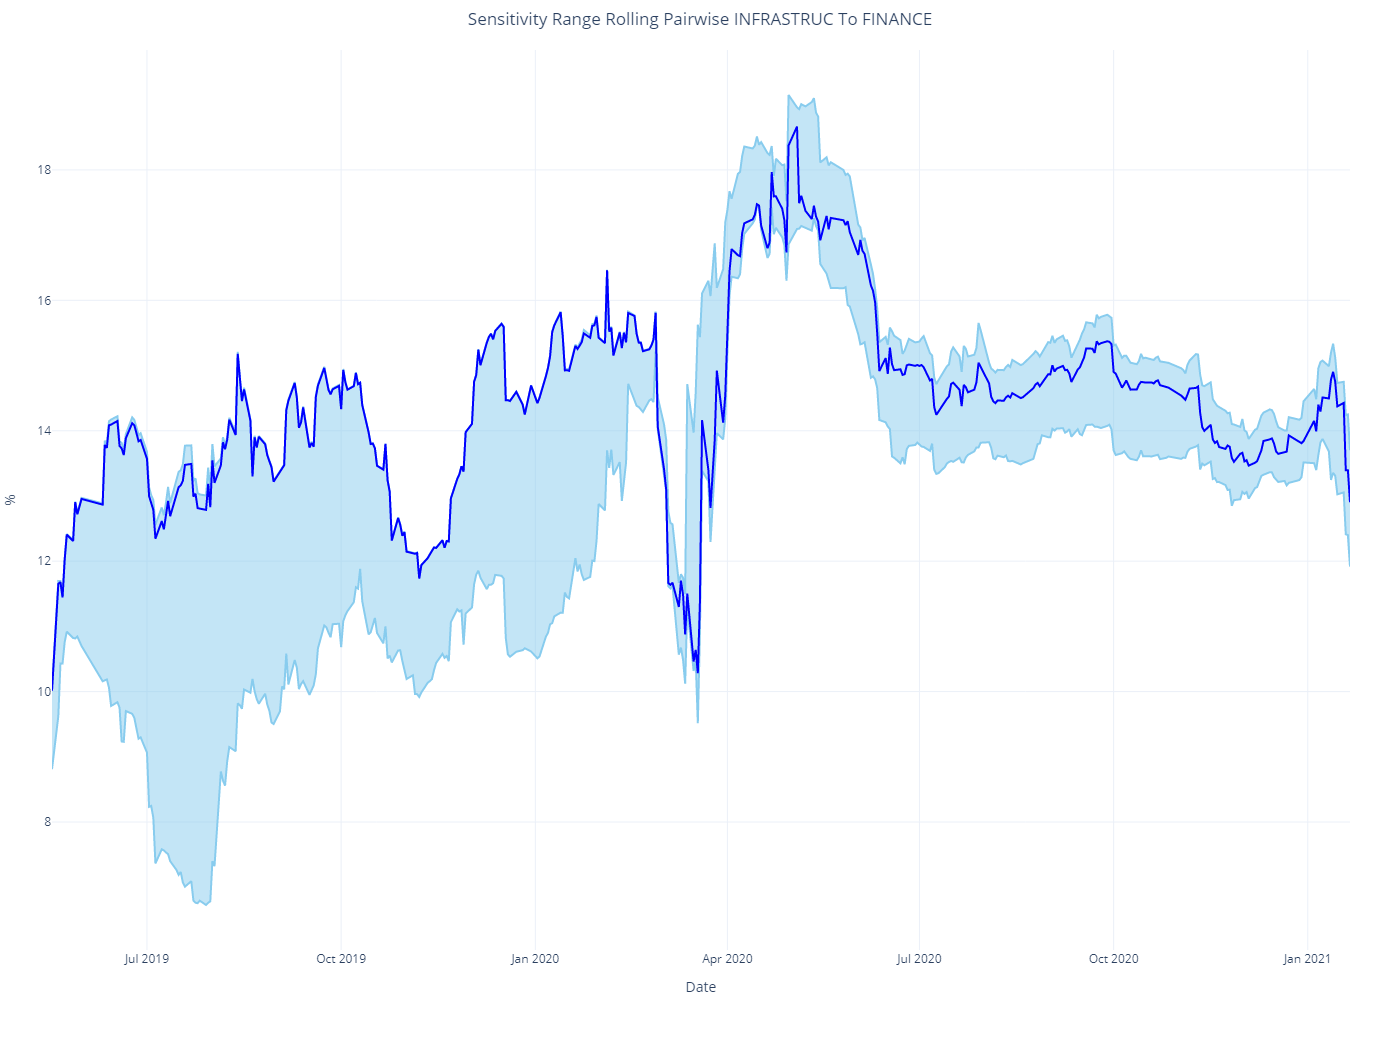 Sensitivity Range Rolling Pairwise INFRASTRUC To FINANCE
18
16
14
12
10
8
%
Jul 2019
Oct 2019
Jan 2020
Apr 2020
Jul 2020
Oct 2020
Jan 2021
Date